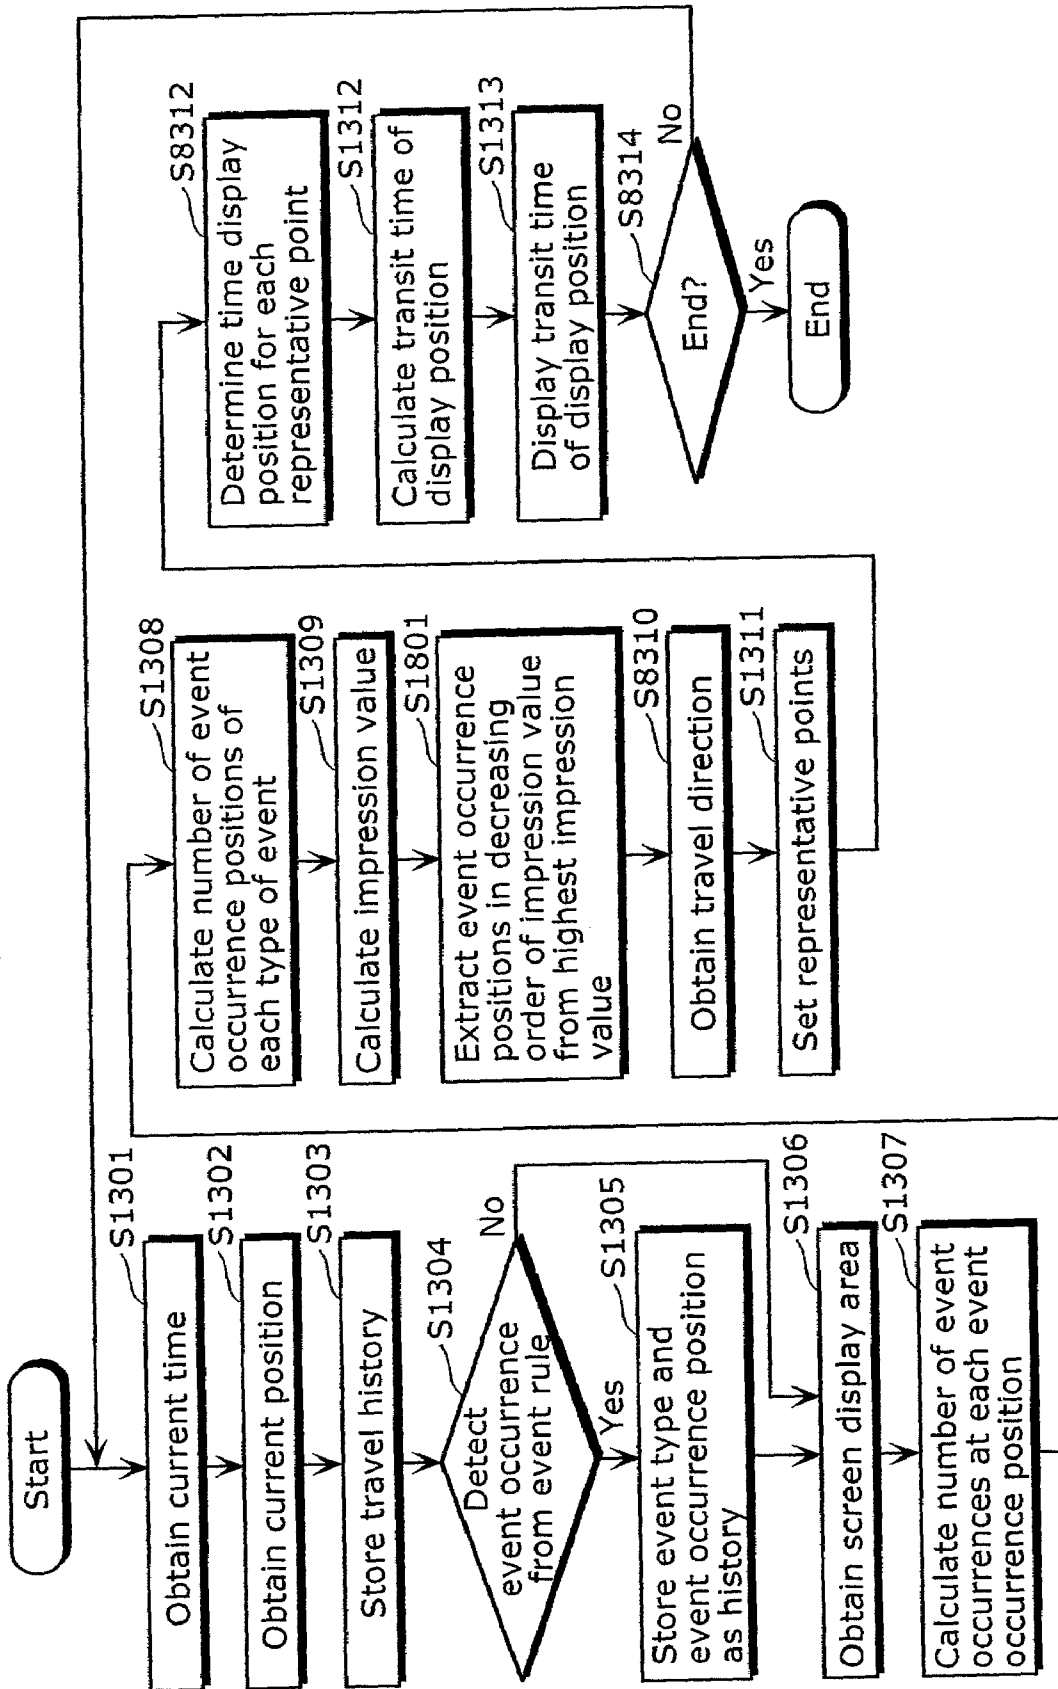 Start
S1301
Obtain current time
S1302
Obtain current position
S1303
Store travel history
S1304
Detect
event occurrence
from event rule
No
Yes
S1305
Store event type and
event occurrence position
as history
S1306
Obtain screen display area
S1307
Calculate number of event
occurrences at each event
occurrence position
S1308
Calculate number of event
occurrence positions of
each type of event
S1309
Calculate impression value
S1801
Extract event occurrence
positions in decreasing
order of impression value
from highest impression
value
S8310
Obtain travel direction
S1311
Set representative points
S8312
Determine time display
position for each
representative point
S1312
Calculate transit time of
display position
S1313
Display transit time
of display position
S8314
End?
No
Yes
End